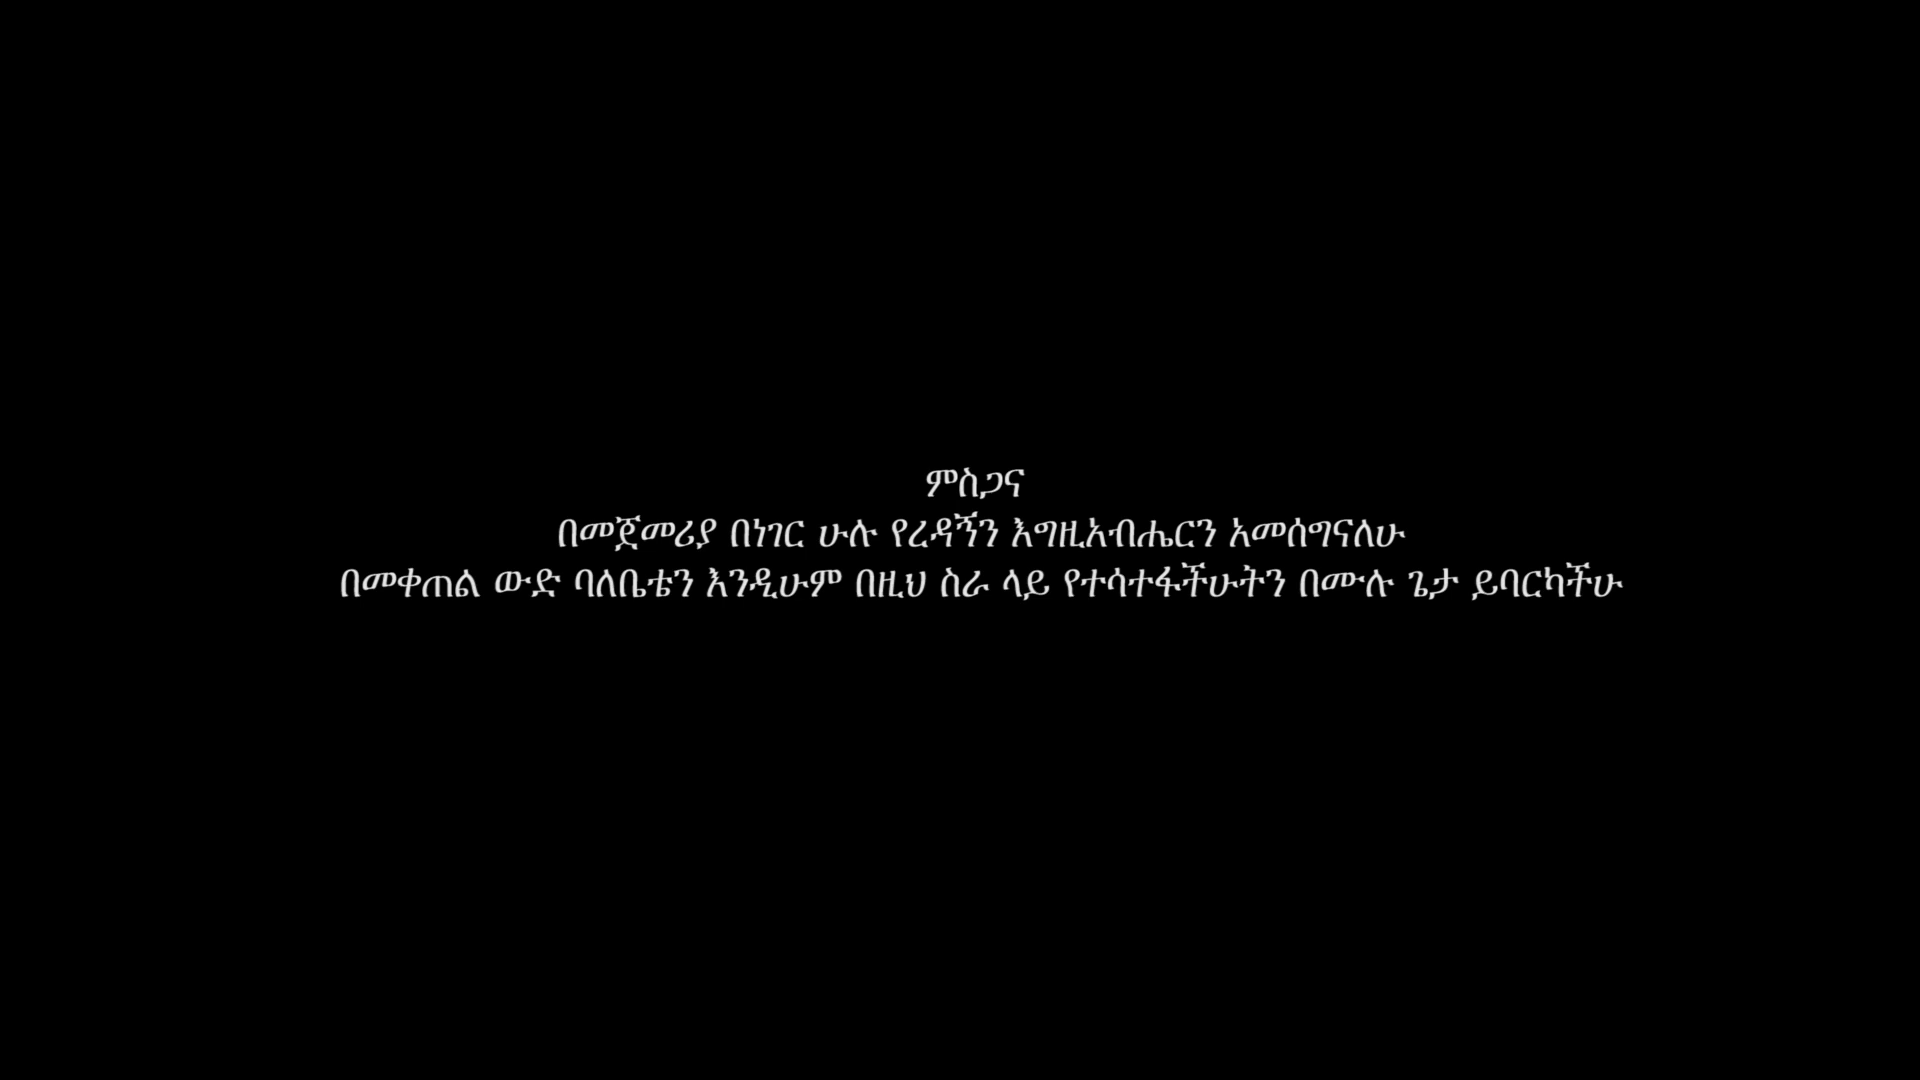 ምስጋና
በመጀመሪያ በነገር ሁሉ የረዳኝን እግዚአብሔርን አመሰግናለሁ
በመቀጠል ውድ ባለቤቴን እንዲሁም በዚህ ስራ ላይ የተሳተፋችሁትን በሙሉ ጌታ ይባርካችሁ